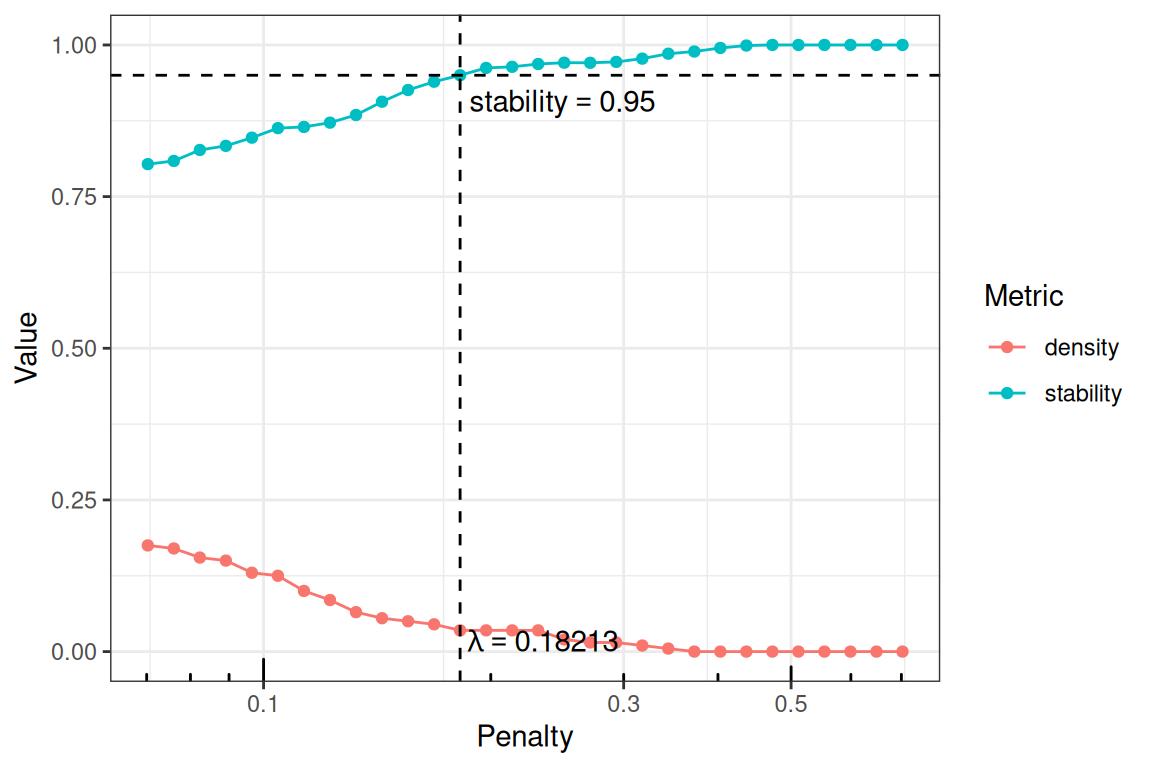 1.00
0.75
0.50
0.25
0.00
Value
stability = 0.95
λ = 0.18213
0.1
0.3
0.5
Penalty
Metric
density
stability